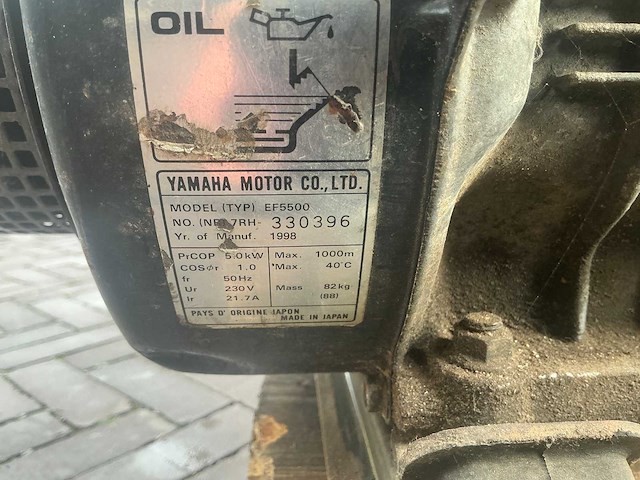 OIL
YAMAHA MOTOR CO.,LTD.
MODEL (TYP) EF5500
NO. 7RH- 330396
Yr. of Manuf. 1998
PrCOP 5.0kW Max. 1000m
COSφr 1.0 Max. 40°C
fr 50Hz
Ur 230V Mass 82kg
Ir 21.7A (88)
PAYS D' ORIGINE JAPON
MADE IN JAPAN